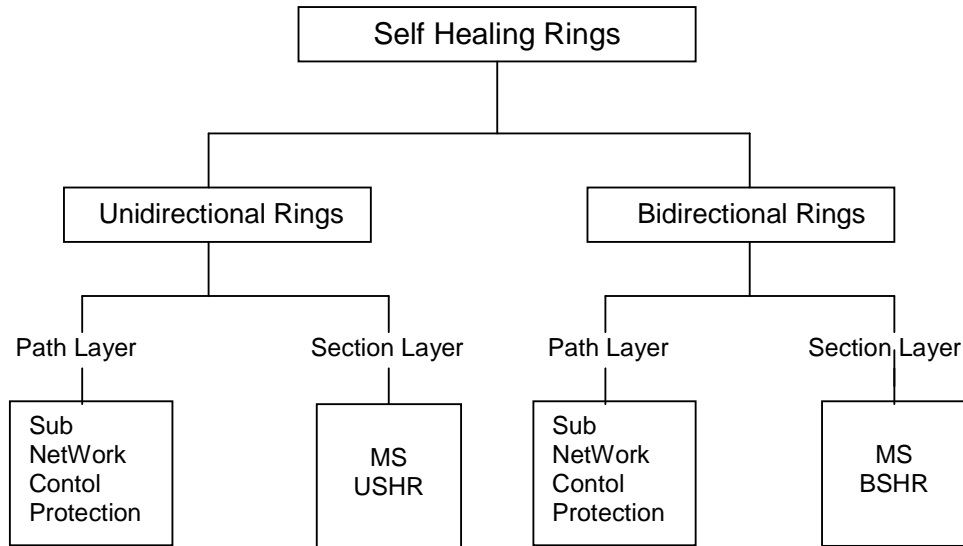 Self Healing Rings
Unidirectional Rings
Bidirectional Rings
Path Layer
Section Layer
Path Layer
Section Layer
Sub
NetWork
Contol
Protection
MS
USHR
Sub
NetWork
Contol
Protection
MS
BSHR